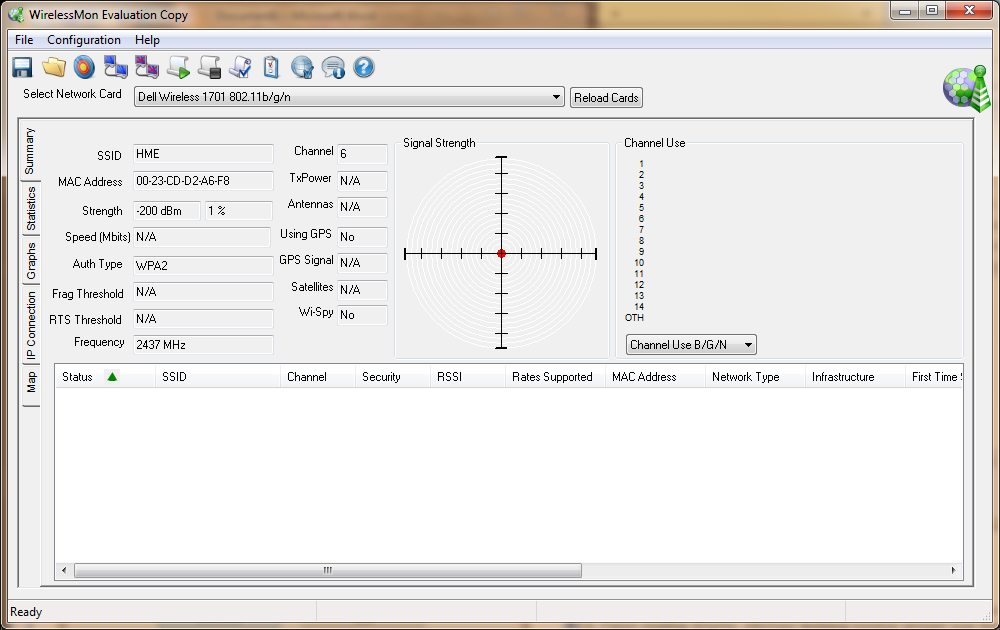 WirelessMon Evaluation Copy
File Configuration Help
Select Network Card Dell Wireless 1701 802.11b/g/n Reload Cards
Summary
Statistics
Graphs
IP Connection
Map
SSID HME
MAC Address 00-23-CD-D2-A6-F8
Strength -200 dBm 1 %
Speed (Mbits) N/A
Auth Type WPA2
Frag Threshold N/A
RTS Threshold N/A
Frequency 2437 MHz
Channel 6
TxPower N/A
Antennas N/A
Using GPS No
GPS Signal N/A
Satellites N/A
Wi-Spy No
Signal Strength
Channel Use
1
2
3
4
5
6
7
8
9
10
11
12
13
14
OTH
Channel Use B/G/N
Status SSID Channel Security RSSI Rates Supported MAC Address Network Type Infrastructure First Time
Ready